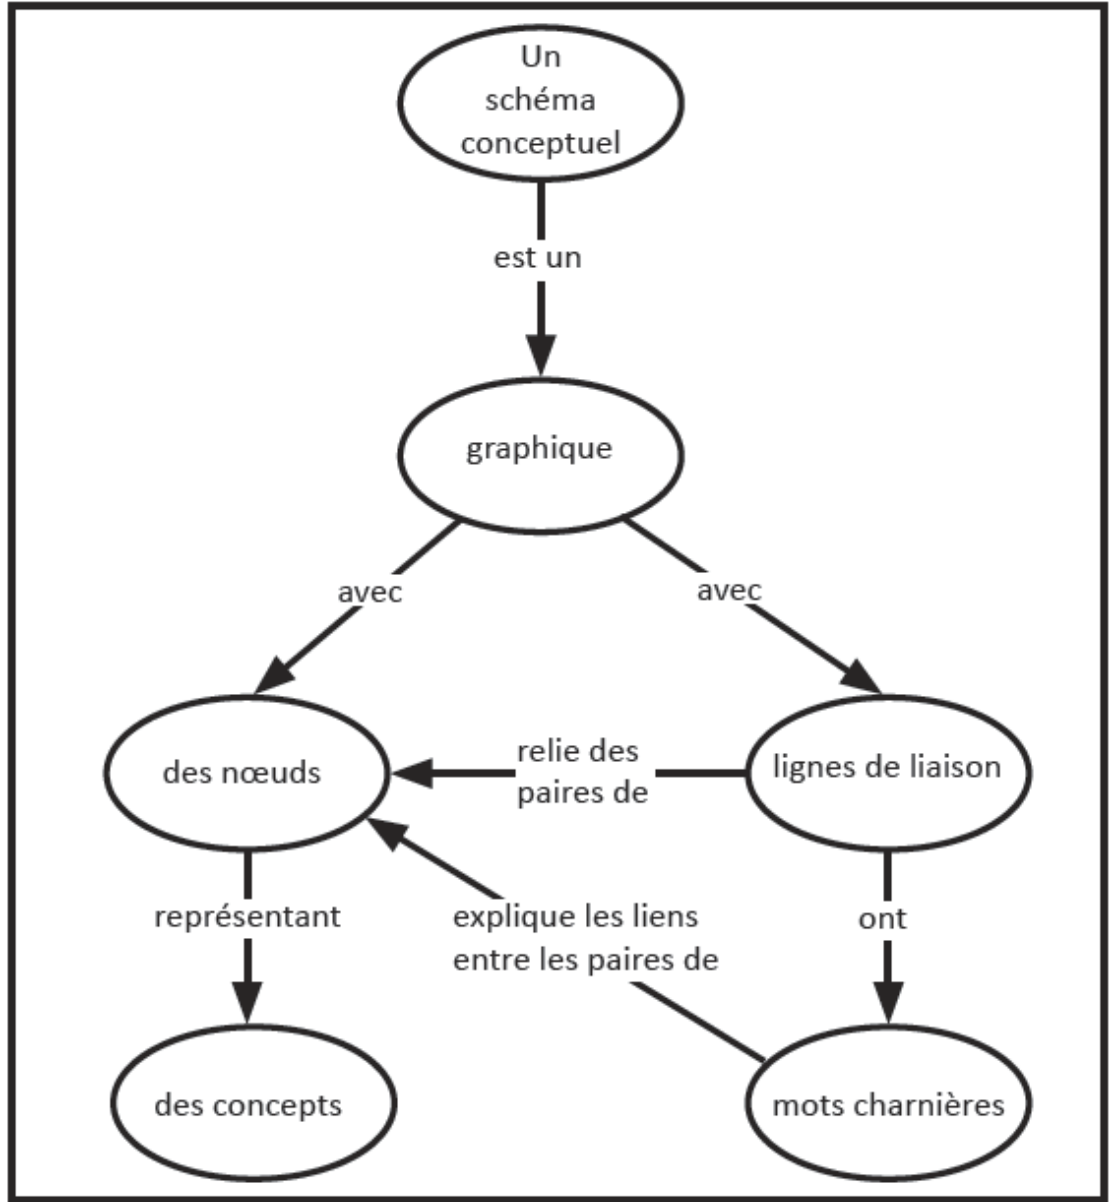 Un
schéma
conceptuel
est un
graphique
avec
avec
des nœuds
relie des
paires de
lignes de liaison
représentant
explique les liens
entre les paires de
ont
des concepts
mots charnières